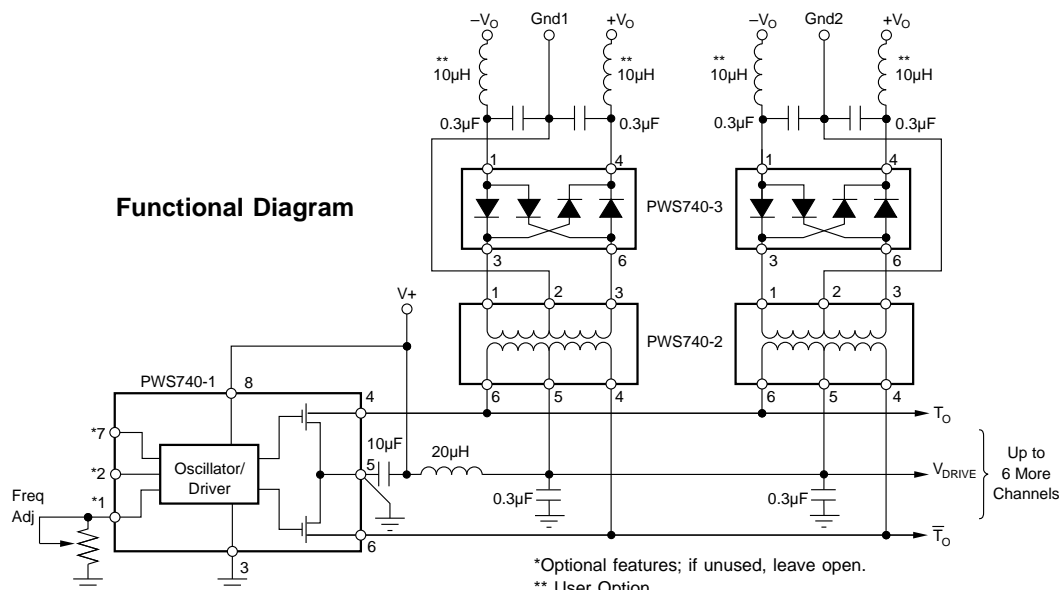 –VO Gnd1 +VO –VO Gnd2 +VO
** ** ** **
10µH 10µH 10µH 10µH
0.3µF 0.3µF 0.3µF 0.3µF
1 4 1 4
Functional Diagram
PWS740-3
3 6 3 6
1 2 3 1 2 3
V+
PWS740-2
PWS740-1
8
6 5 4 6 5 4
4
TO
*7
10µF
20µH
Oscillator/
Driver
*2
5
VDRIVE
Up to
6 More
Channels
Freq
Adj
*1
0.3µF 0.3µF
6
T̅O
3
*Optional features; if unused, leave open.
** User Option